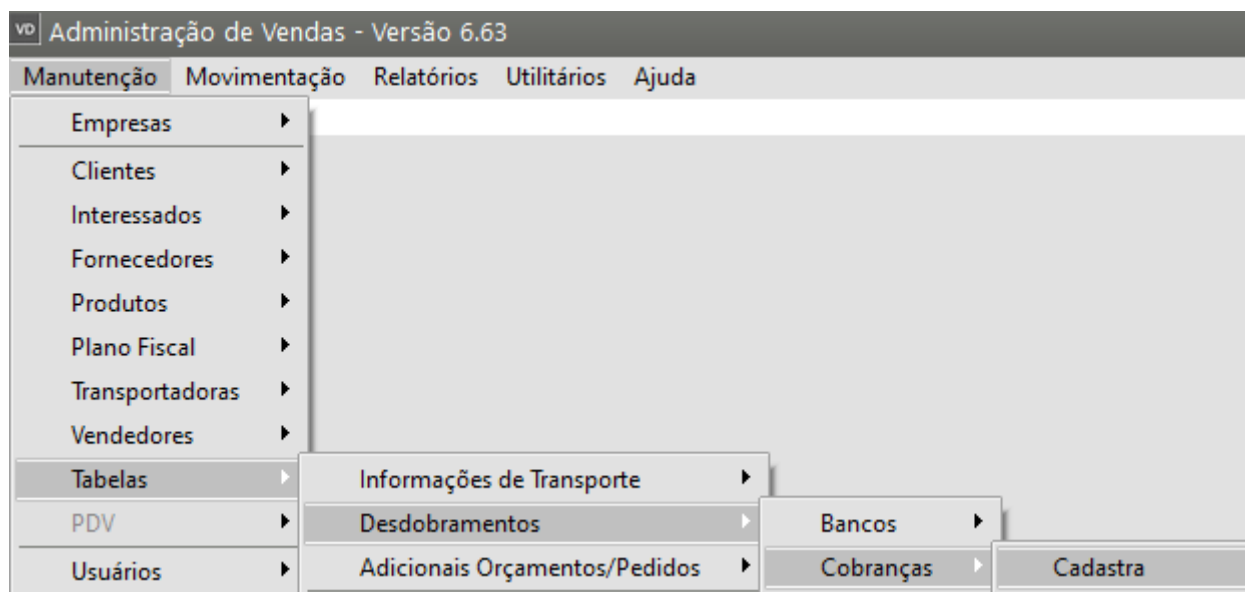 VD Administração de Vendas - Versão 6.63
Manutenção Movimentação Relatórios Utilitários Ajuda
Empresas
Clientes
Interessados
Fornecedores
Produtos
Plano Fiscal
Transportadoras
Vendedores
Tabelas Informações de Transporte
PDV Desdobramentos Bancos
Usuários Adicionais Orçamentos/Pedidos Cobranças Cadastra